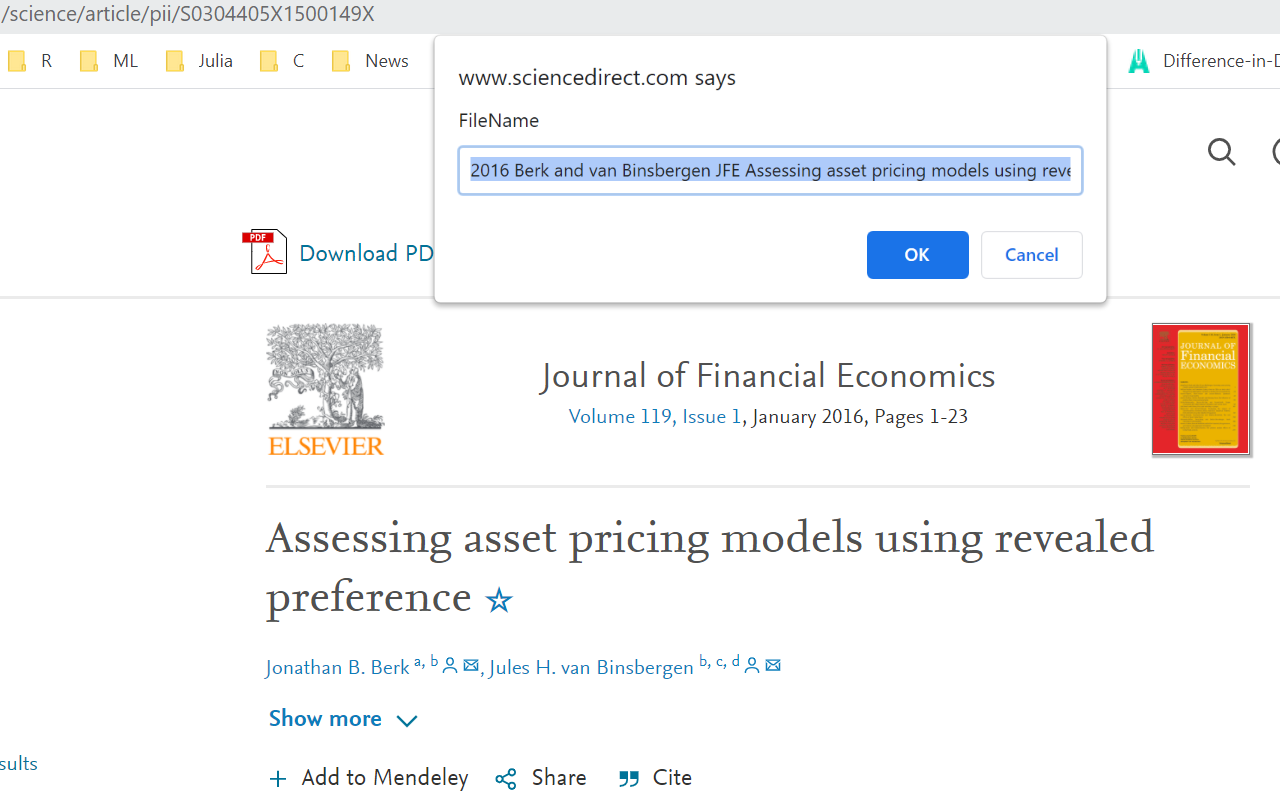 /science/article/pii/S0304405X1500149X
R ML Julia C News
Difference-in-D
www.sciencedirect.com says
FileName
2016 Berk and van Binsbergen JFE Assessing asset pricing models using reve
OK Cancel
PDF
Download PD
ELSEVIER
Journal of Financial Economics
Volume 119, Issue 1, January 2016, Pages 1-23
JOURNAL OF
Financial
ECONOMICS
Assessing asset pricing models using revealed
preference
Jonathan B. Berk a, b, Jules H. van Binsbergen b, c, d
Show more
sults
Add to Mendeley Share Cite